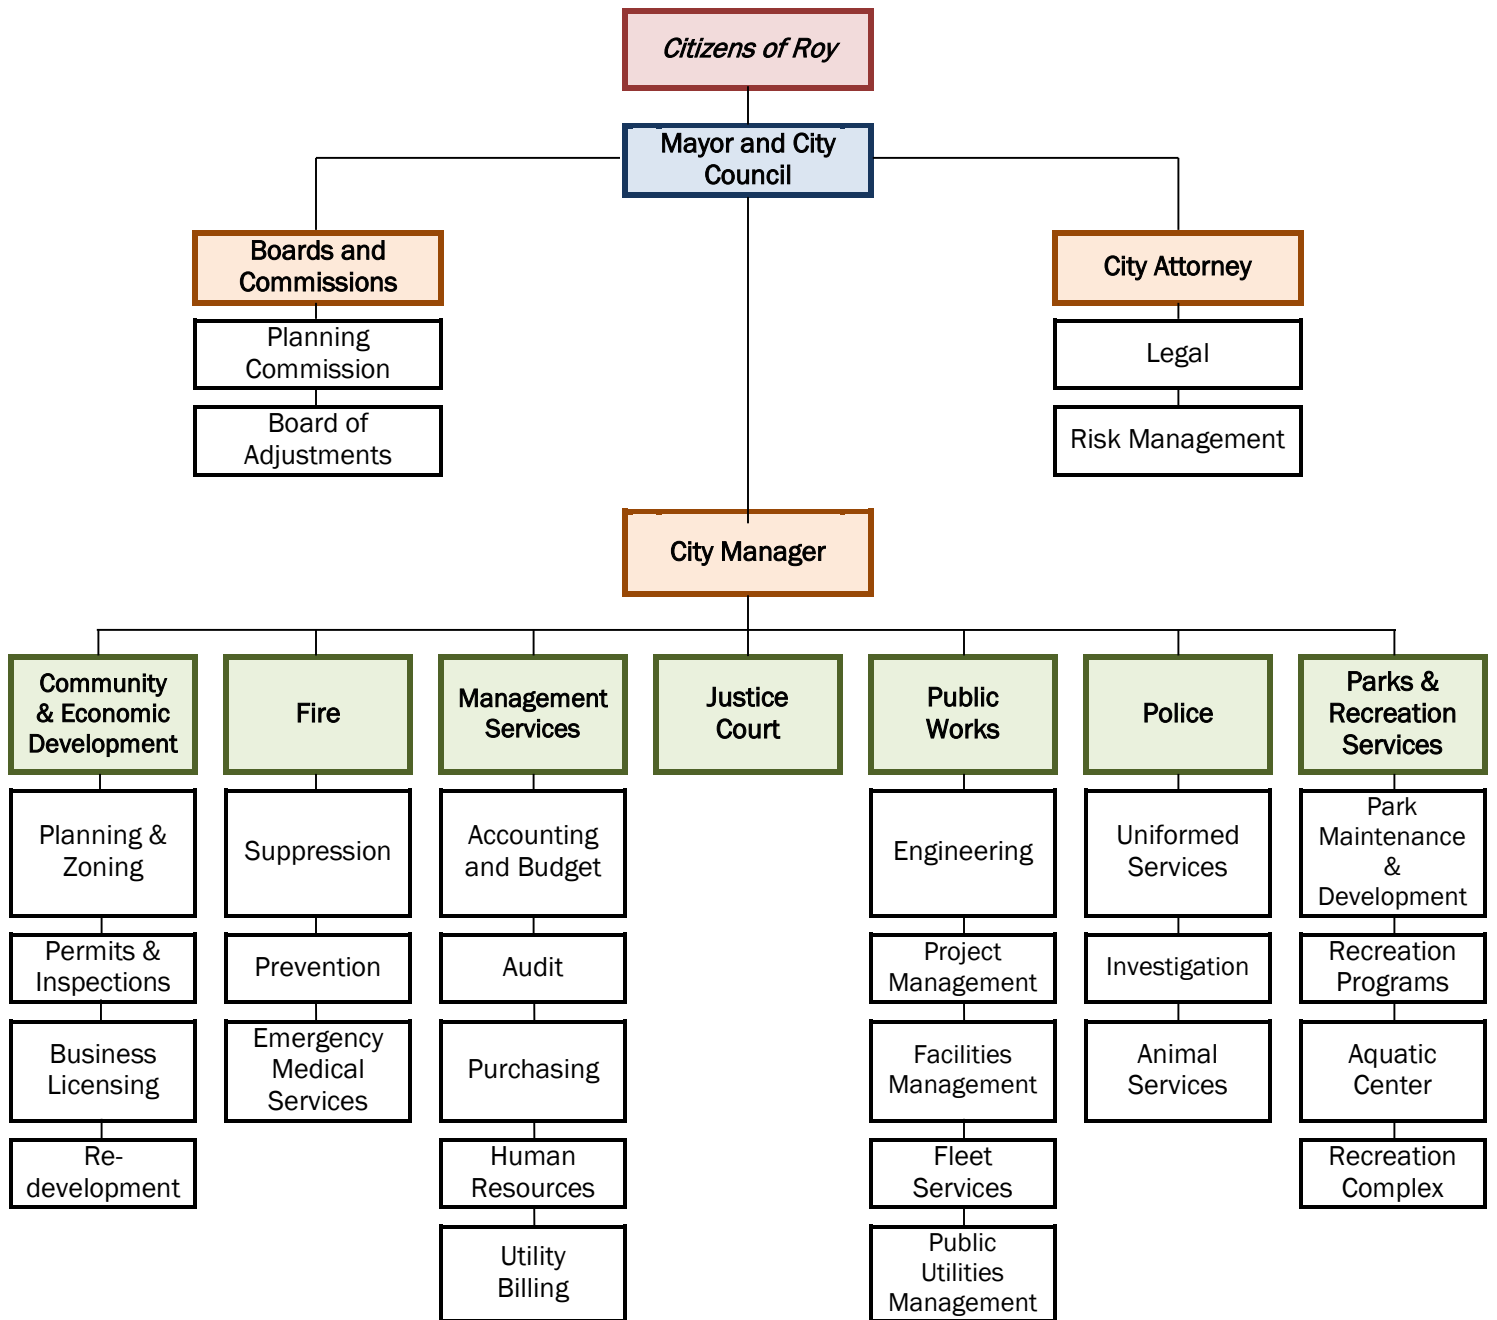 Citizens of Roy
Mayor and City
Council
Boards and
Commissions
Planning
Commission
Board of
Adjustments
City Attorney
Legal
Risk Management
City Manager
Community
& Economic
Development
Planning &
Zoning
Permits &
Inspections
Business
Licensing
Re-
development
Fire
Suppression
Prevention
Emergency
Medical
Services
Management
Services
Accounting
and Budget
Audit
Purchasing
Human
Resources
Utility
Billing
Justice
Court
Public
Works
Engineering
Project
Management
Facilities
Management
Fleet
Services
Public
Utilities
Management
Police
Uniformed
Services
Investigation
Animal
Services
Parks &
Recreation
Services
Park
Maintenance
&
Development
Recreation
Programs
Aquatic
Center
Recreation
Complex